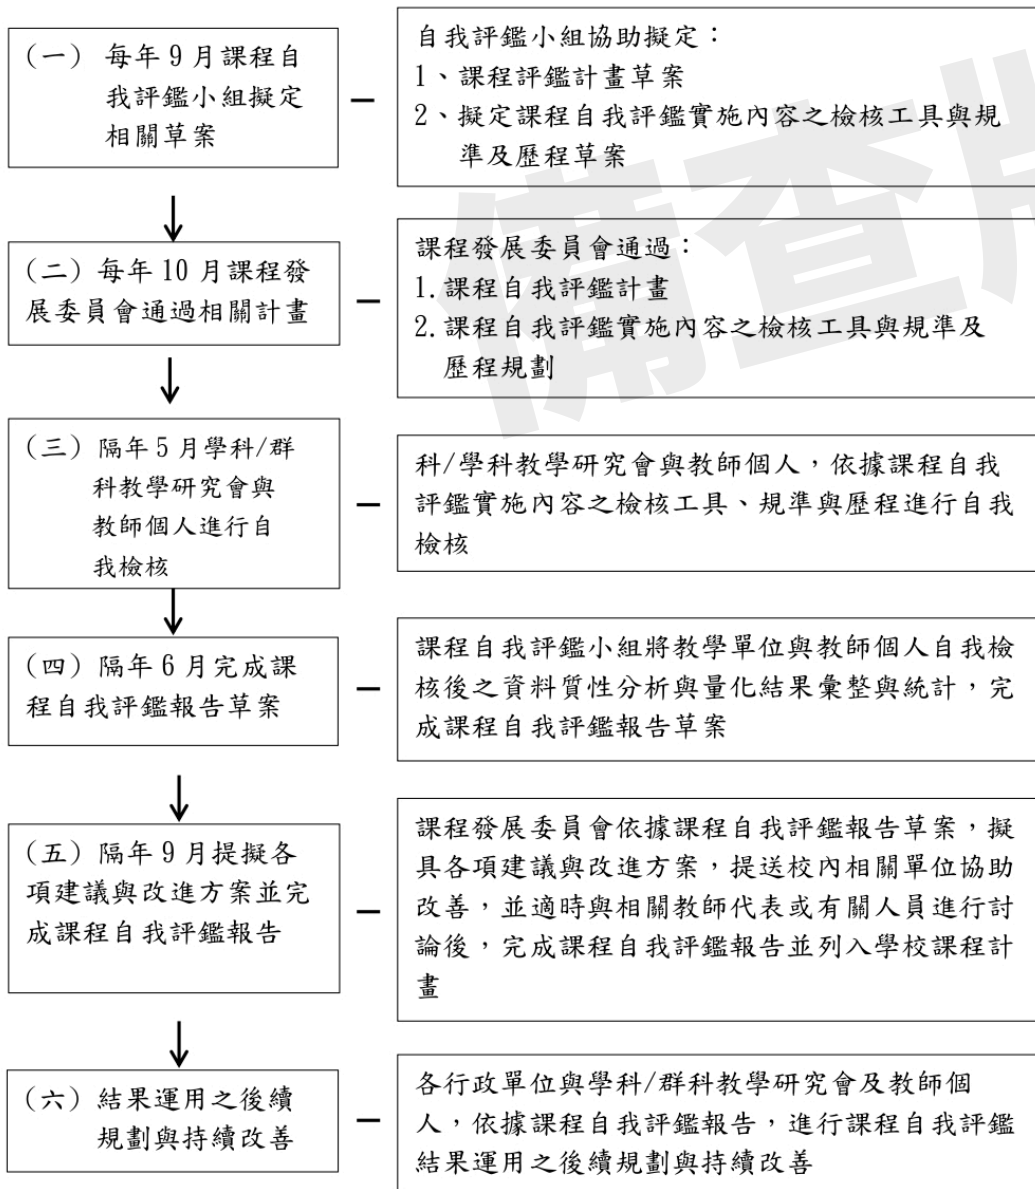 (一) 每年 9 月課程自
我評鑑小組擬定
相關草案
自我評鑑小組協助擬定：
1、課程評鑑計畫草案
2、擬定課程自我評鑑實施內容之檢核工具與規
準及歷程草案
(二) 每年 10 月課程發
展委員會通過相關計畫
課程發展委員會通過：
1.課程自我評鑑計畫
2.課程自我評鑑實施內容之檢核工具與規準及
歷程規劃
(三) 隔年 5 月學科/群
科教學研究會與
教師個人進行自
我檢核
科/學科教學研究會與教師個人，依據課程自我
評鑑實施內容之檢核工具、規準與歷程進行自我
檢核
(四) 隔年 6 月完成課
程自我評鑑報告草案
課程自我評鑑小組將教學單位與教師個人自我檢
核後之資料質性分析與量化結果彙整與統計，完
成課程自我評鑑報告草案
(五) 隔年 9 月提擬各
項建議與改進方案並完
成課程自我評鑑報告
課程發展委員會依據課程自我評鑑報告草案，擬
具各項建議與改進方案，提送校內相關單位協助
改善，並適時與相關教師代表或有關人員進行討
論後，完成課程自我評鑑報告並列入學校課程計
畫
(六) 結果運用之後續
規劃與持續改善
各行政單位與學科/群科教學研究會及教師個
人，依據課程自我評鑑報告，進行課程自我評鑑
結果運用之後續規劃與持續改善
備查版